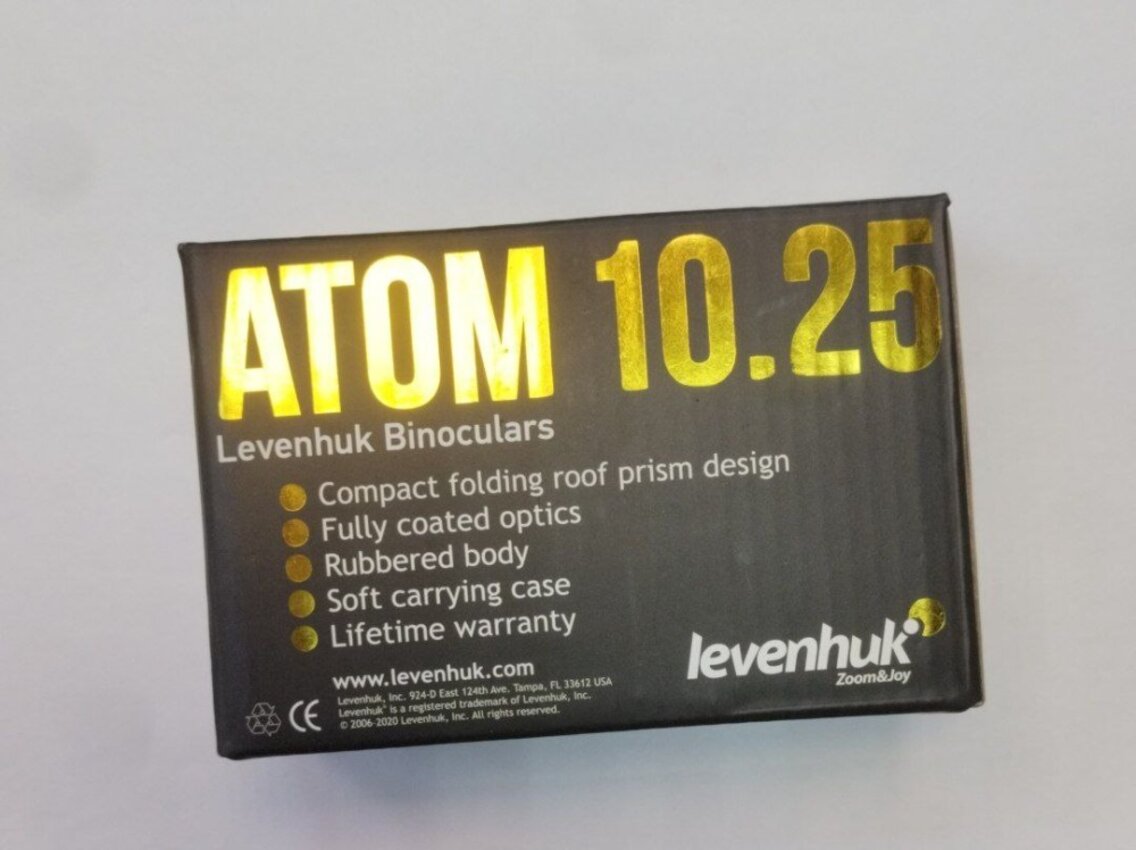 ATOM 10.25
Levenhuk Binoculars
Compact folding roof prism design
Fully coated optics
Rubbered body
Soft carrying case
Lifetime warranty
www.levenhuk.com
Levenhuk, Inc. 924-D East 124th Ave. Tampa, FL 33612 USA
Levenhuk® is a registered trademark of Levenhuk, Inc.
© 2006-2020 Levenhuk, Inc. All rights reserved.
CE
levenhuk
Zoom&Joy